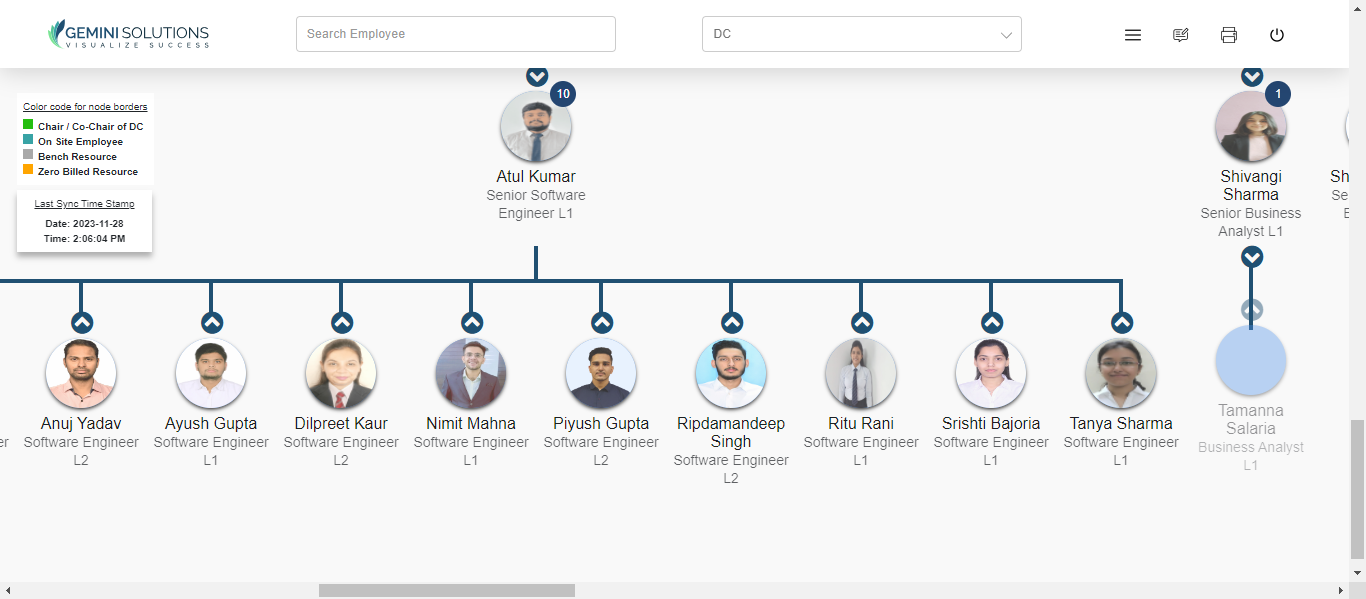 GEMINI SOLUTIONS
VISUALIZE SUCCESS
Search Employee
DC
Color code for node borders
Chair / Co-Chair of DC
On Site Employee
Bench Resource
Zero Billed Resource
Last Sync Time Stamp
Date: 2023-11-28
Time: 2:06:04 PM
10
Atul Kumar
Senior Software
Engineer L1
1
Shivangi
Sharma
Senior Business
Analyst L1
Anuj Yadav
Software Engineer
L2
Ayush Gupta
Software Engineer
L1
Dilpreet Kaur
Software Engineer
L2
Nimit Mahna
Software Engineer
L1
Piyush Gupta
Software Engineer
L2
Ripdamandeep
Singh
Software Engineer
L2
Ritu Rani
Software Engineer
L1
Srishti Bajoria
Software Engineer
L1
Tanya Sharma
Software Engineer
L1
Tamanna
Salaria
Business Analyst
L1